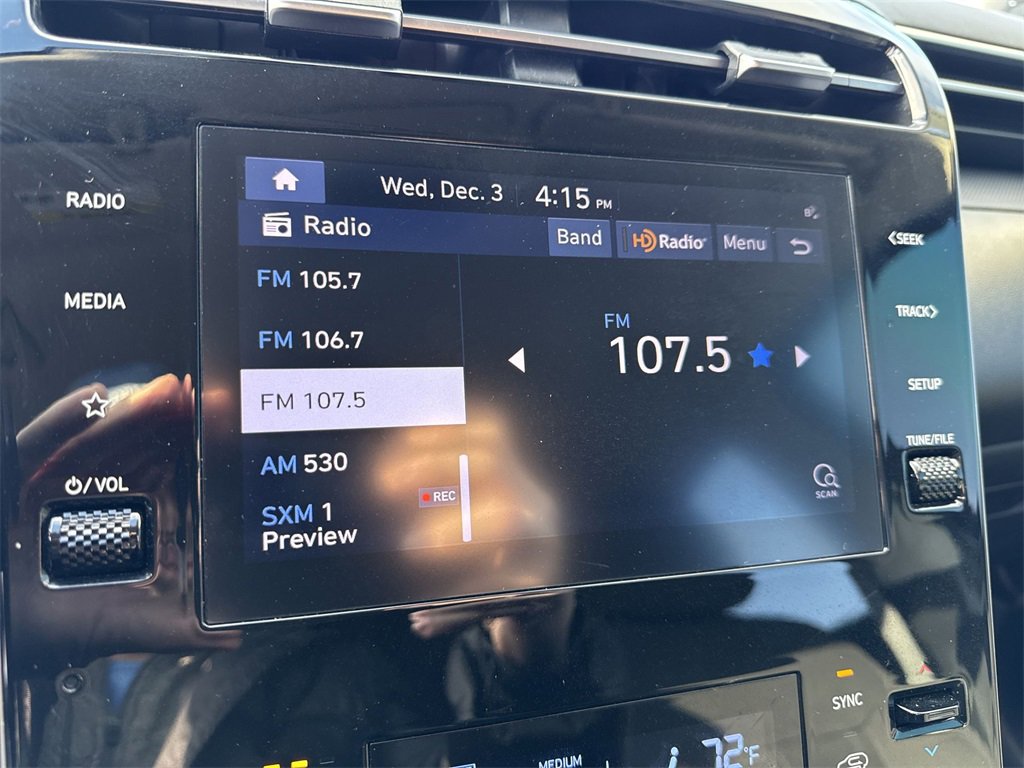 Wed, Dec. 3 4:15 PM
Radio Band HD Radio Menu
RADIO
MEDIA
⏻/VOL
FM 105.7
FM 106.7
FM 107.5
AM 530
SXM 1 REC
Preview
FM
107.5
SCAN
<SEEK
TRACK>
SETUP
TUNE/FILE
SYNC
MEDIUM
72°F